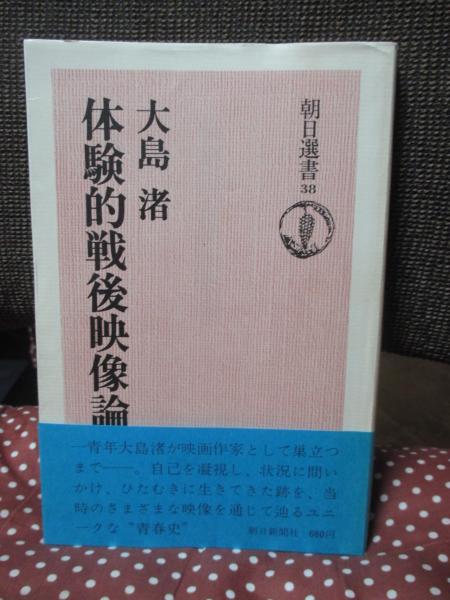 朝日選書
38
大島 渚
体験的戦後映像論
一青年大島渚が映画作家として巣立つ
まで――。自己を凝視し、状況に問い
かけ、ひたむきに生きてきた跡を、当
時のさまざまな映像を通じて辿るユニ
ークな〝青春史〟
朝日新聞社 680円